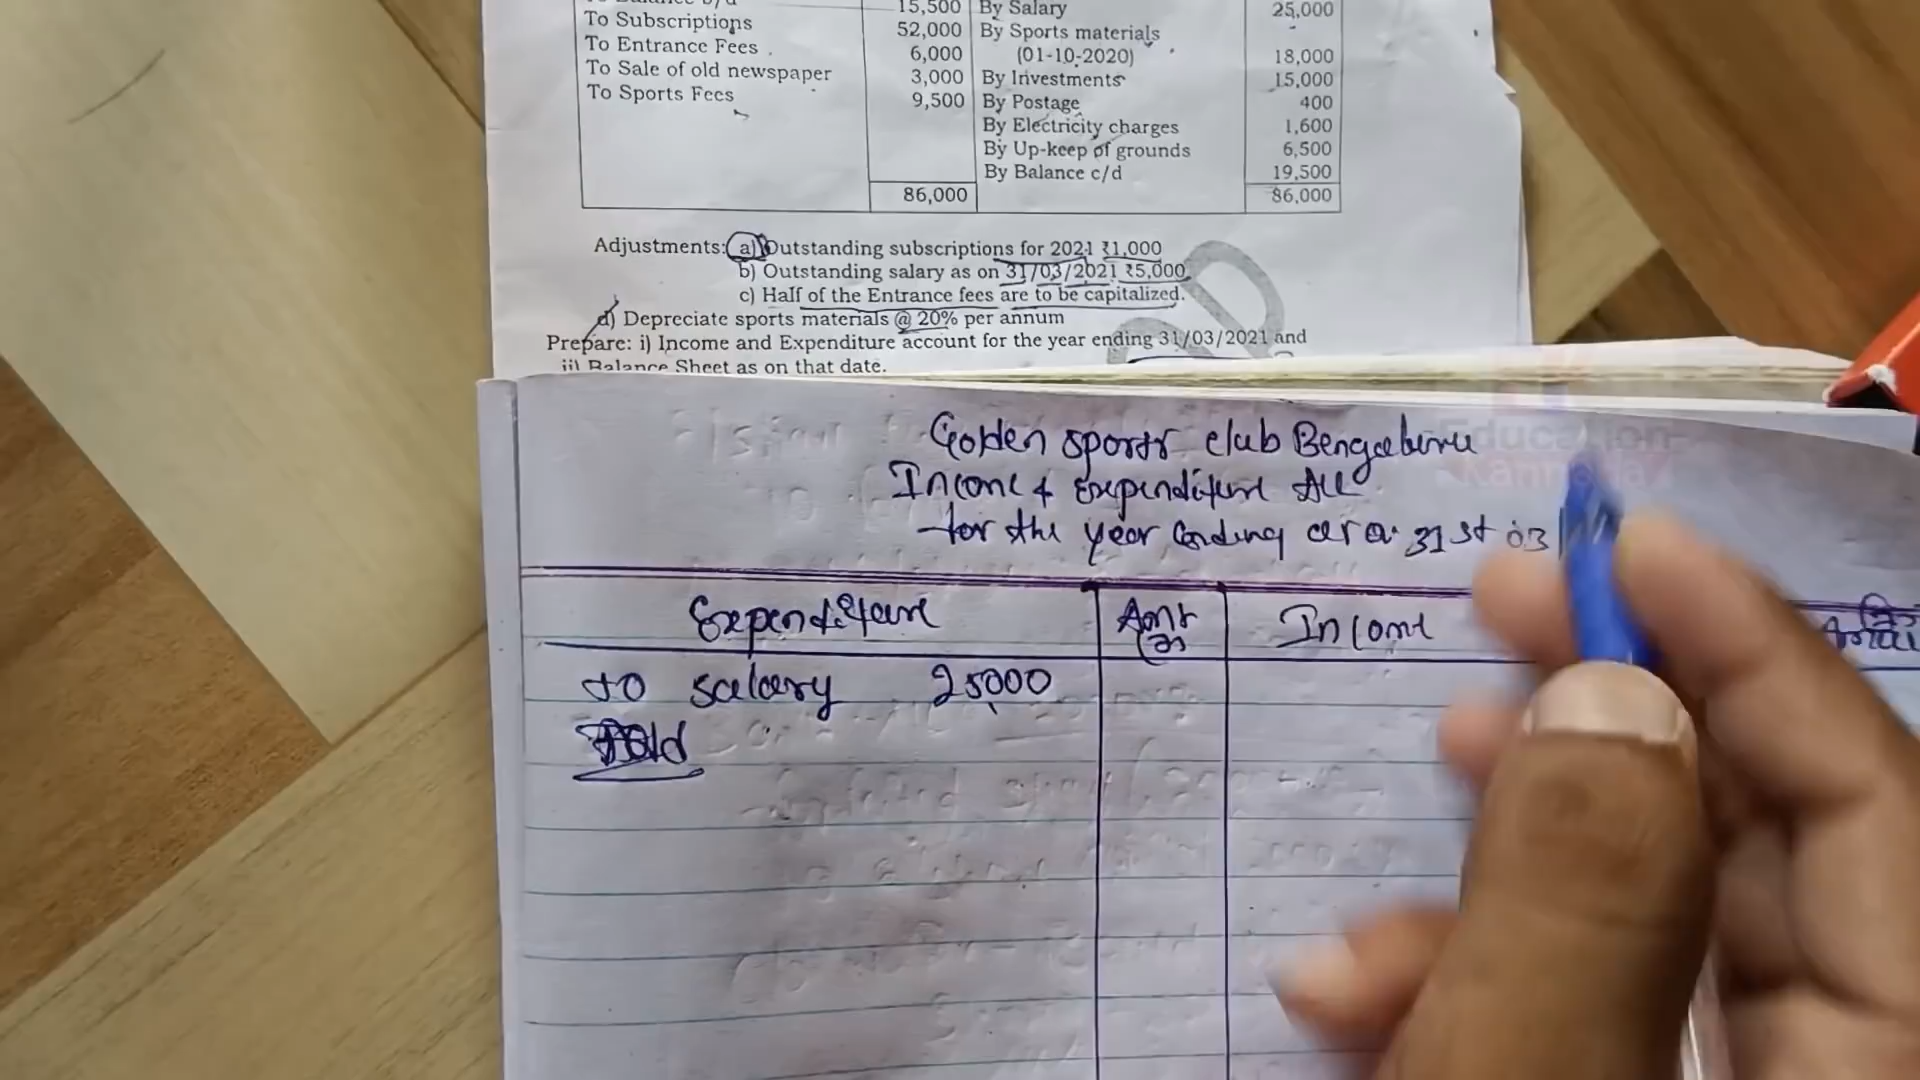 15,500 By Salary 25,000
To Subscriptions 52,000 By Sports materials
To Entrance Fees 6,000 (01-10-2020) 18,000
To Sale of old newspaper 3,000 By Investments 15,000
To Sports Fees 9,500 By Postage 400
By Electricity charges 1,600
By Up-keep of grounds 6,500
By Balance c/d 19,500
86,000 86,000
Adjustments: a) Outstanding subscriptions for 2021 ₹1,000
b) Outstanding salary as on 31/03/2021 ₹5,000
c) Half of the Entrance fees are to be capitalized.
d) Depreciate sports materials @ 20% per annum
Prepare: i) Income and Expenditure account for the year ending 31/03/2021 and
ii) Balance Sheet as on that date.
Golden sports club Bengaluru
Income & Expenditure
for the year ending 31st 03
Expenditure Amt Income
to salary 25000
Education
Kannada